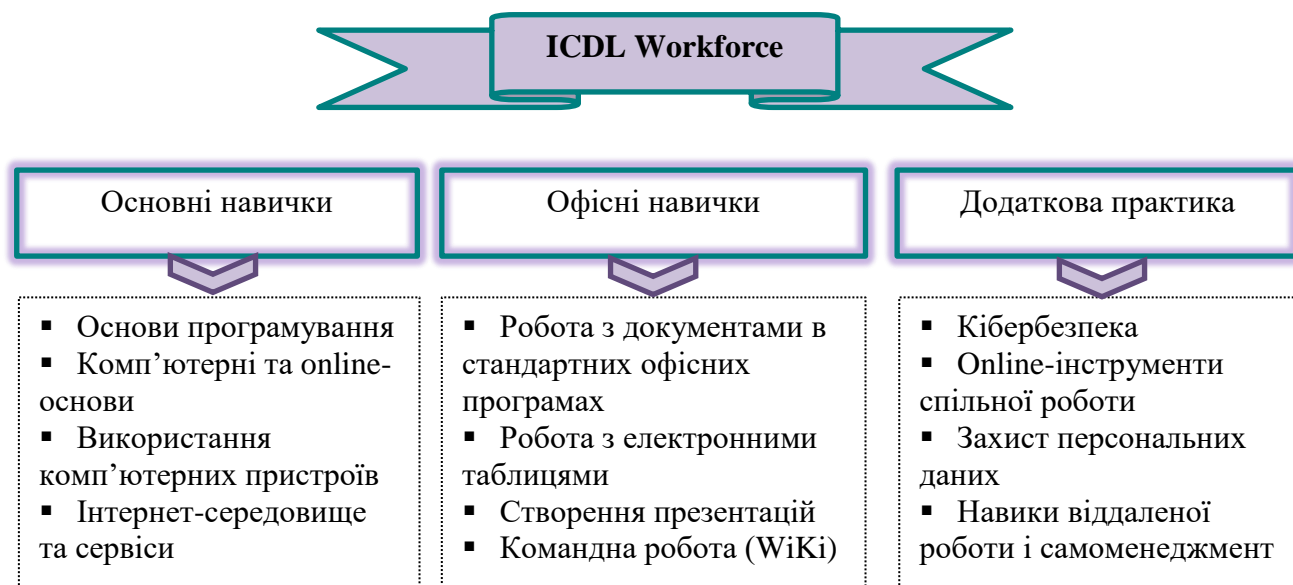 ICDL Workforce
Основні навички
▪ Основи програмування
▪ Комп’ютерні та online-
основи
▪ Використання
комп’ютерних пристроїв
▪ Інтернет-середовище
та сервіси
Офісні навички
▪ Робота з документами в
стандартних офісних
програмах
▪ Робота з електронними
таблицями
▪ Створення презентацій
▪ Командна робота (WiKi)
Додаткова практика
▪ Кібербезпека
▪ Online-інструменти
спільної роботи
▪ Захист персональних
даних
▪ Навики віддаленої
роботи і самоменеджмент